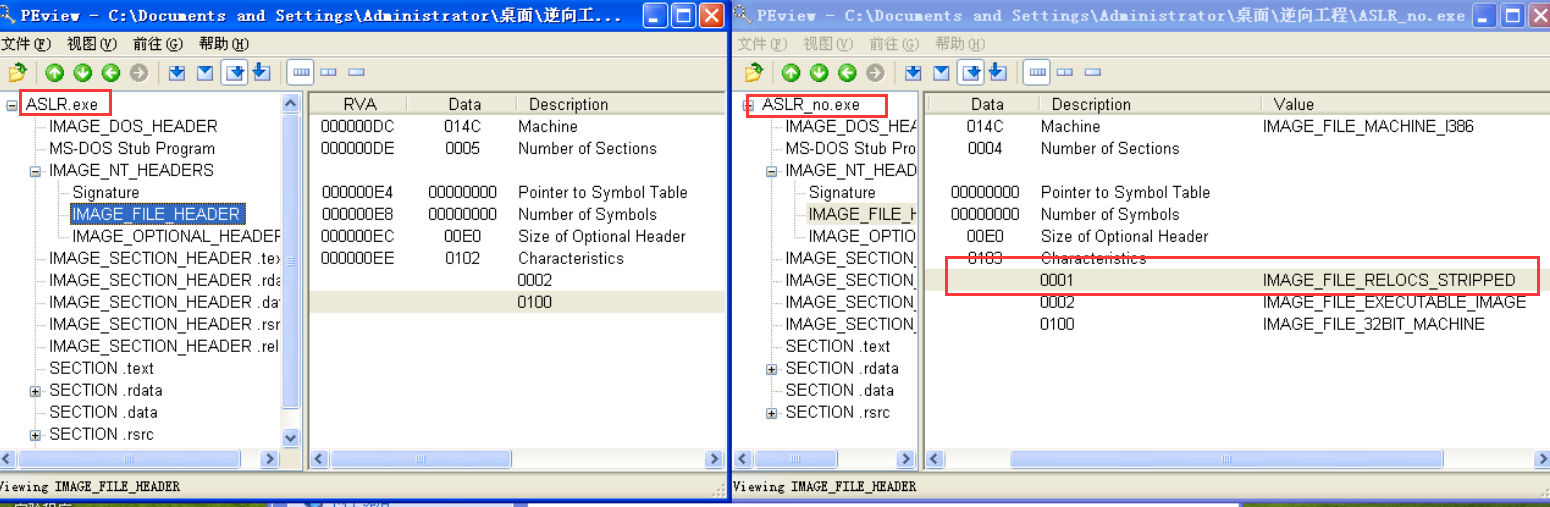 PEview - C:\Documents and Settings\Administrator\桌面\逆向工...
文件(F) 视图(V) 前往(G) 帮助(H)
ASLR.exe
IMAGE_DOS_HEADER
MS-DOS Stub Program
IMAGE_NT_HEADERS
Signature
IMAGE_FILE_HEADER
IMAGE_OPTIONAL_HEADER
IMAGE_SECTION_HEADER .tex
IMAGE_SECTION_HEADER .rda
IMAGE_SECTION_HEADER .da
IMAGE_SECTION_HEADER .rsr
IMAGE_SECTION_HEADER .rel
SECTION .text
SECTION .rdata
SECTION .data
SECTION .rsrc
RVA Data Description
000000DC 014C Machine
000000DE 0005 Number of Sections
000000E4 00000000 Pointer to Symbol Table
000000E8 00000000 Number of Symbols
000000EC 00E0 Size of Optional Header
000000EE 0102 Characteristics
0002
0100
Viewing IMAGE_FILE_HEADER
PEview - C:\Documents and Settings\Administrator\桌面\逆向工程\ASLR_no.exe
文件(F) 视图(V) 前往(G) 帮助(H)
ASLR_no.exe
IMAGE_DOS_HEA
MS-DOS Stub Pro
IMAGE_NT_HEAD
Signature
IMAGE_FILE_H
IMAGE_OPTIO
IMAGE_SECTION_
IMAGE_SECTION_
IMAGE_SECTION_
IMAGE_SECTION_
SECTION .text
SECTION .rdata
SECTION .data
SECTION .rsrc
Data Description Value
014C Machine IMAGE_FILE_MACHINE_I386
0004 Number of Sections
00000000 Pointer to Symbol Table
00000000 Number of Symbols
00E0 Size of Optional Header
0103 Characteristics
0001 IMAGE_FILE_RELOCS_STRIPPED
0002 IMAGE_FILE_EXECUTABLE_IMAGE
0100 IMAGE_FILE_32BIT_MACHINE
Viewing IMAGE_FILE_HEADER